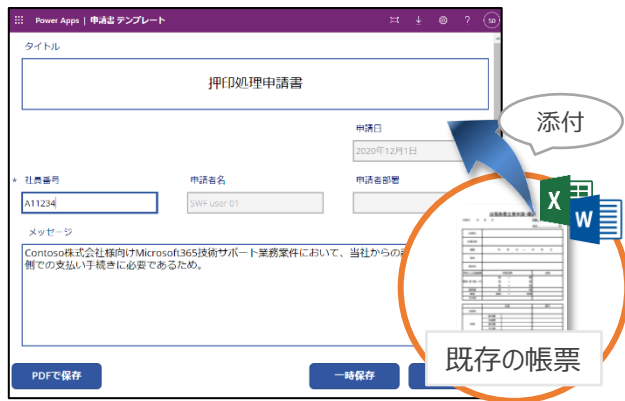 Power Apps | 申請書 テンプレート
SO
タイトル
押印処理申請書
添付
申請日
2020年12月1日
* 社員番号
申請者名
申請者部署
A11234
SWF user 01
メッセージ
Contoso株式会社様向けMicrosoft365技術サポート業務案件において、当社からの
側での支払い手続きに必要であるため。
X
W
既存の帳票
PDFで保存
一時保存